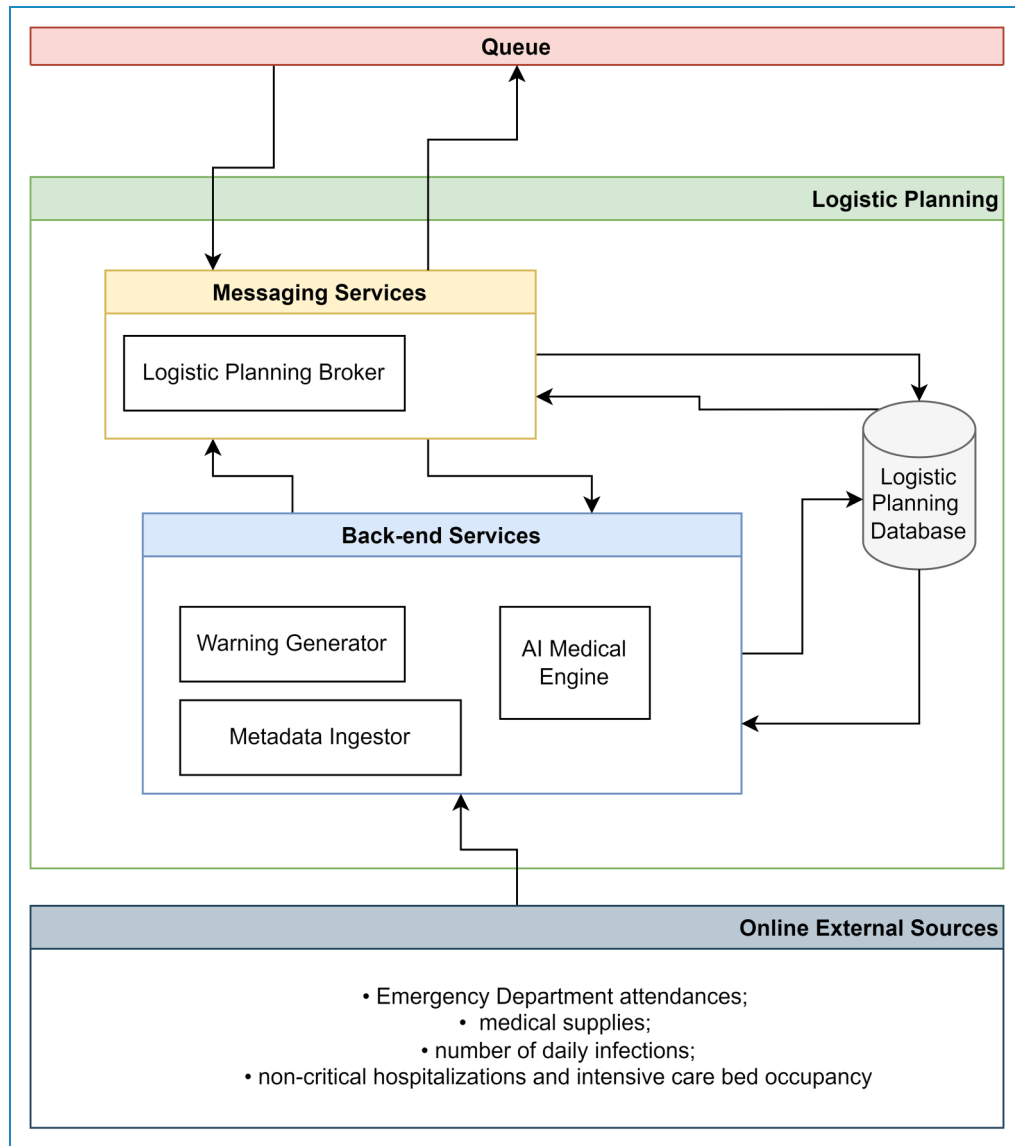 Queue
Logistic Planning
Messaging Services
Logistic Planning Broker
Logistic
Planning
Database
Back-end Services
Warning Generator
AI Medical
Engine
Metadada Ingestor
Online External Sources
• Emergency Department attendances;
• medical supplies;
• number of daily infections;
• non-critical hospitalizations and intensive care bed occupancy